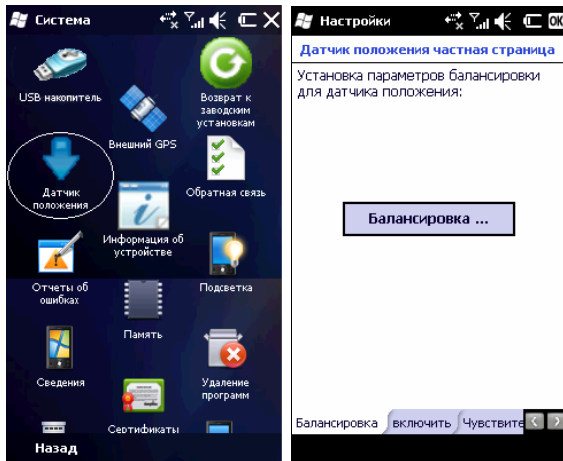 Система
USB накопитель
Возврат к
заводским
установкам
Внешний GPS
Датчик
положения
Обратная связь
Информация об
устройстве
Отчеты об
ошибках
Подсветка
Память
Сведения
Удаление
программ
Сертификаты
Назад
Настройки
OK
Датчик положения частная страница
Установка параметров балансировки
для датчика положения:
Балансировка ...
Балансировка
включить
Чувствите